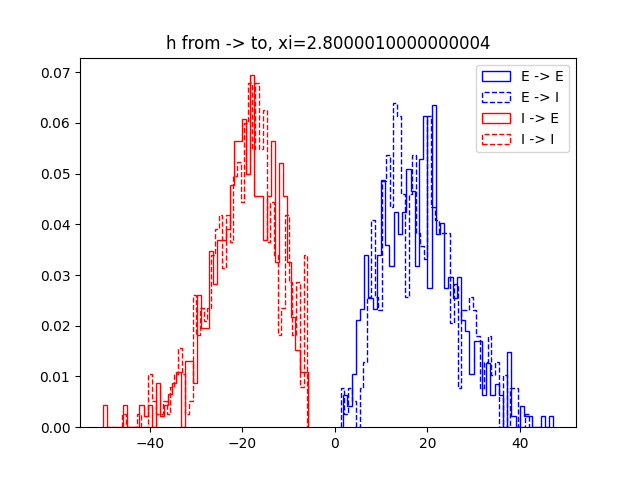 h from -> to, xi=2.8000010000000004
0.07
0.06
0.05
0.04
0.03
0.02
0.01
0.00
−40
−20
0
20
40
E -> E
E -> I
I -> E
I -> I